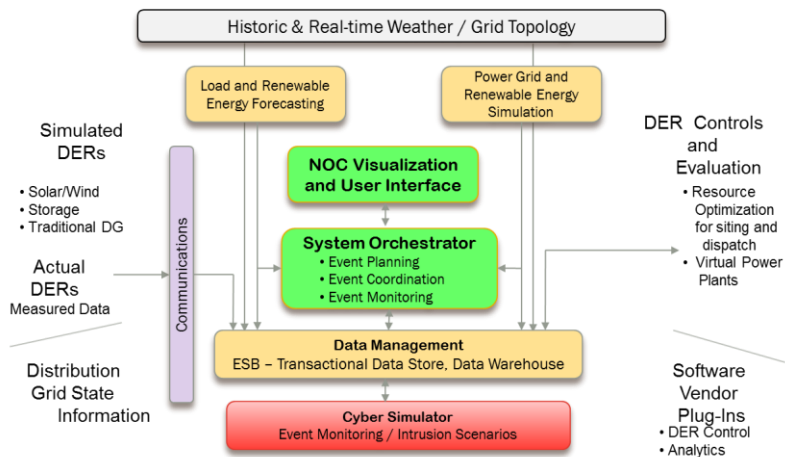 Historic & Real-time Weather / Grid Topology
Load and Renewable
Energy Forecasting
Power Grid and
Renewable Energy
Simulation
Simulated
DERs
• Solar/Wind
• Storage
• Traditional DG
Actual
DERs
Measured Data
Distribution
Grid State
Information
Communications
NOC Visualization
and User Interface
System Orchestrator
• Event Planning
• Event Coordination
• Event Monitoring
Data Management
ESB – Transactional Data Store, Data Warehouse
Cyber Simulator
Event Monitoring / Intrusion Scenarios
DER Controls
and
Evaluation
• Resource
Optimization
for siting and
dispatch
• Virtual Power
Plants
Software
Vendor
Plug-Ins
• DER Control
• Analytics